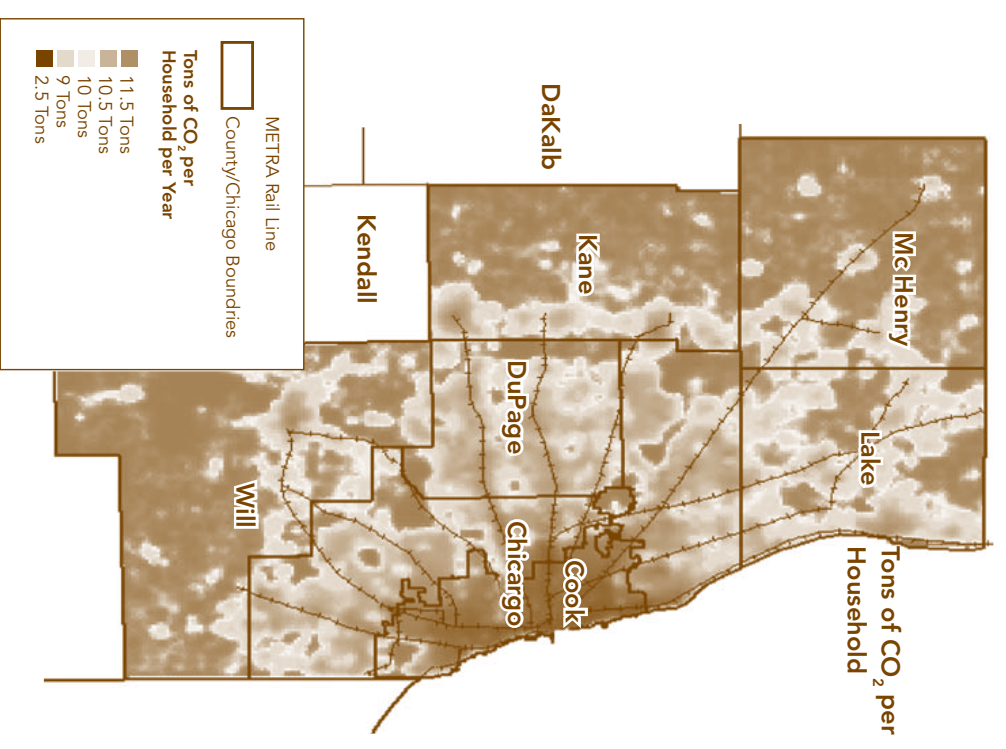 Tons of CO2 per
Household
Mc Henry
Lake
DaKalb
Kane
DuPage
Cook
Chicargo
Kendall
Will
METRA Rail Line
County/Chicago Boundries
Tons of CO2 per
Household per Year
11.5 Tons
10.5 Tons
10 Tons
9 Tons
2.5 Tons